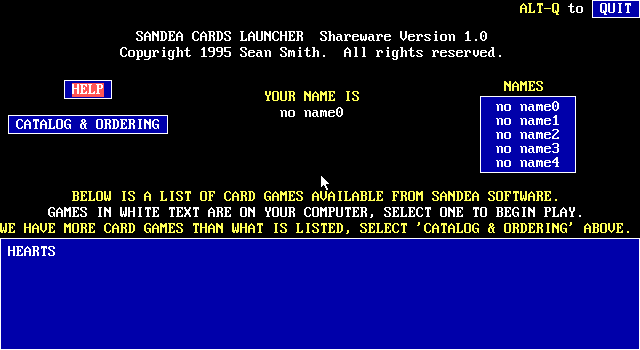 ALT-Q to QUIT
SANDEA CARDS LAUNCHER  Shareware Version 1.0
Copyright 1995 Sean Smith.  All rights reserved.
HELP
CATALOG & ORDERING
YOUR NAME IS
no name0
NAMES
no name0
no name1
no name2
no name3
no name4
BELOW IS A LIST OF CARD GAMES AVAILABLE FROM SANDEA SOFTWARE.
GAMES IN WHITE TEXT ARE ON YOUR COMPUTER, SELECT ONE TO BEGIN PLAY.
WE HAVE MORE CARD GAMES THAN WHAT IS LISTED, SELECT 'CATALOG & ORDERING' ABOVE.
HEARTS